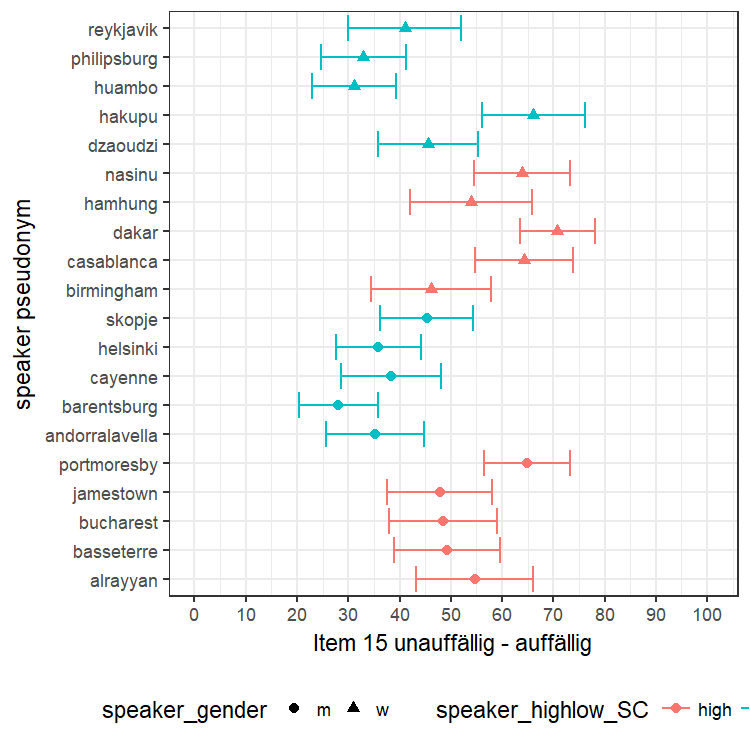 reykjavik
philipsburg
huambo
hakupu
dzaoudzi
nasinu
hamhung
dakar
casablanca
birmingham
skopje
helsinki
cayenne
barentsburg
andorralavella
portmoresby
jamestown
bucharest
basseterre
alrayyan
speaker pseudonym
0 10 20 30 40 50 60 70 80 90 100
Item 15 unauffällig - auffällig
speaker_gender m w speaker_highlow_SC high